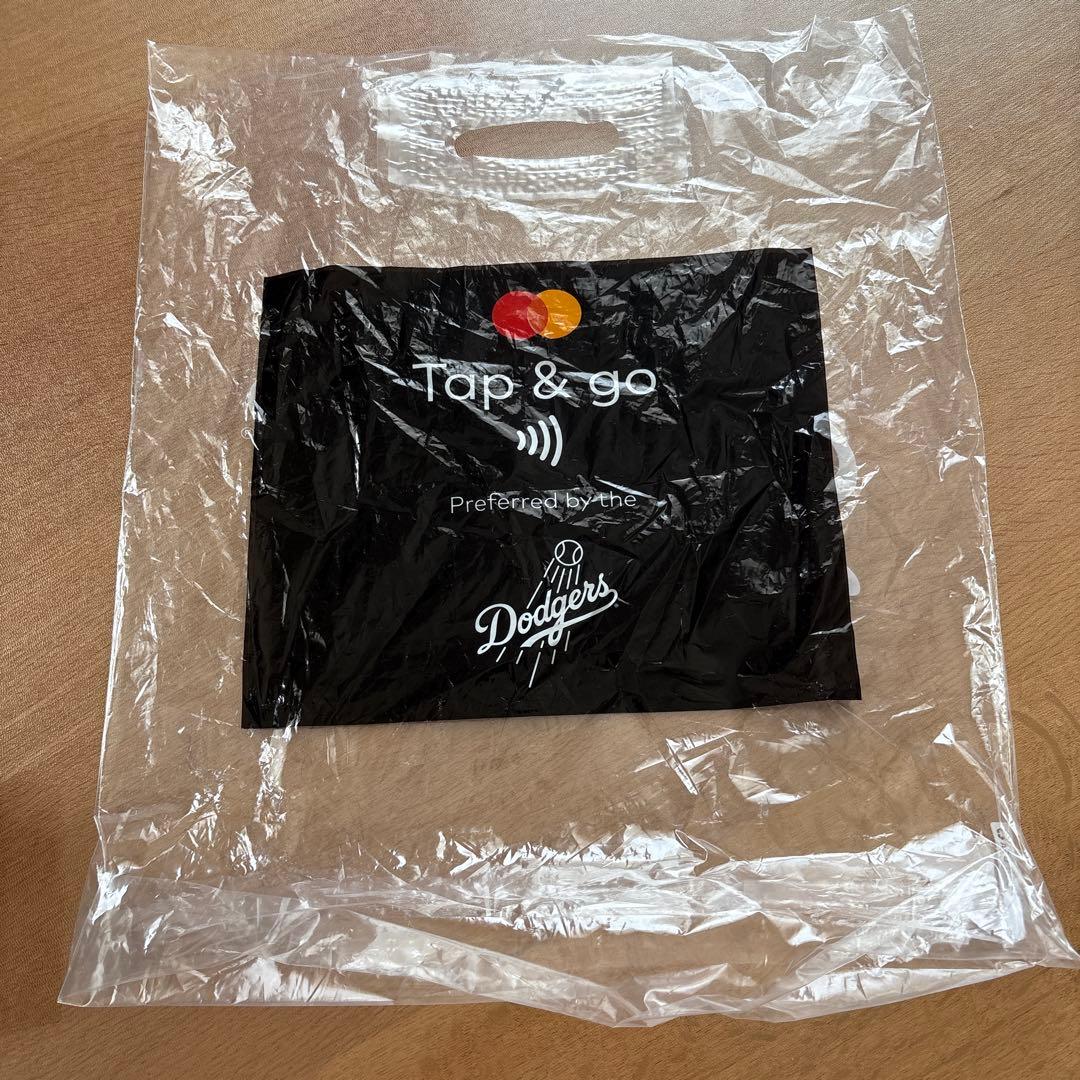 Tap & go
Preferred by the
Dodgers